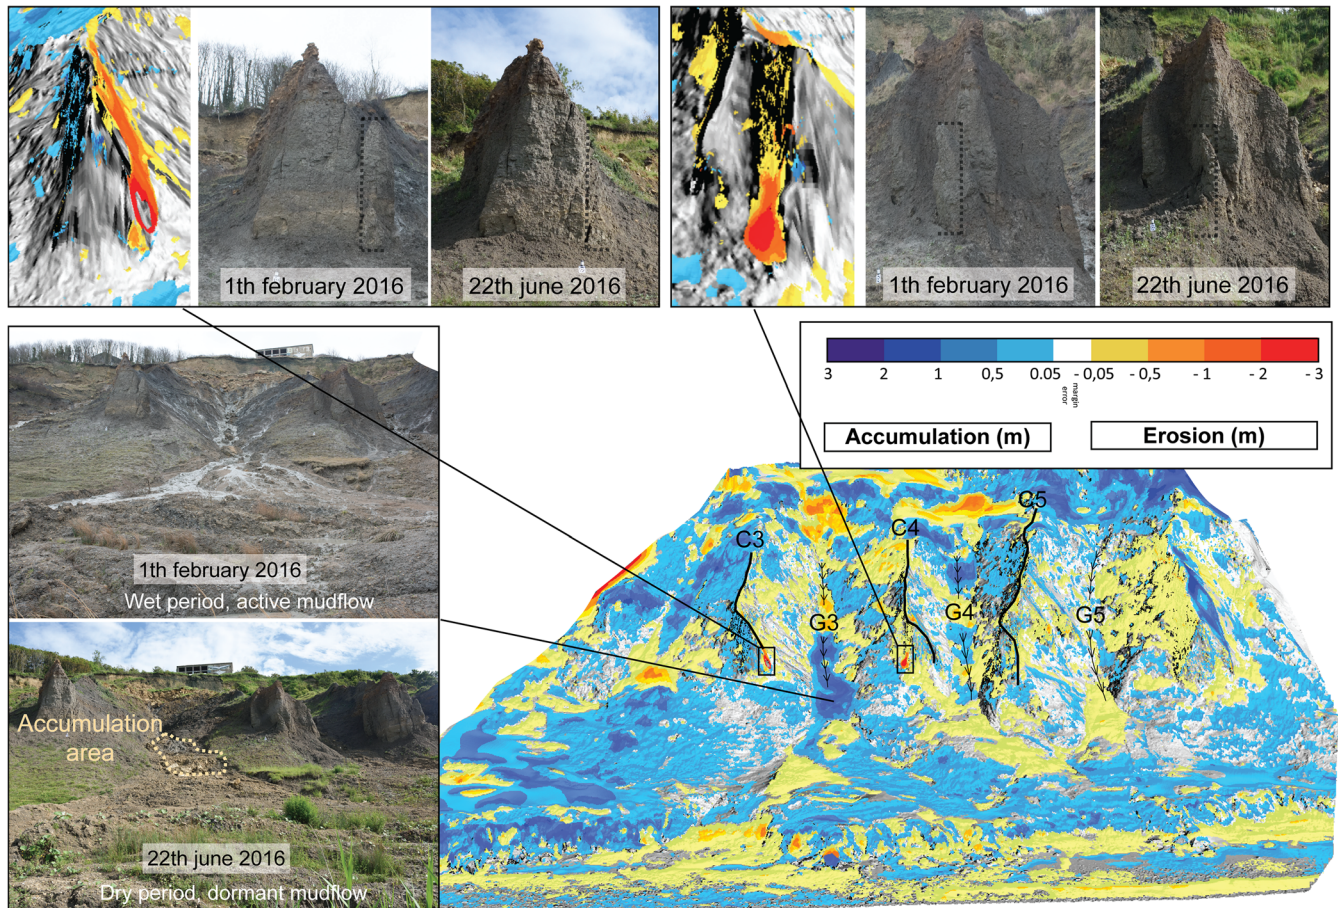 1th february 2016
22th june 2016
1th february 2016
22th june 2016
1th february 2016
Wet period, active mudflow
Accumulation
area
22th june 2016
Dry period, dormant mudflow
3 2 1 0,5 0.05 - 0,05 - 0,5 - 1 - 2 - 3
margin
error
Accumulation (m)
Erosion (m)
C3
C4
C5
G3
G4
G5